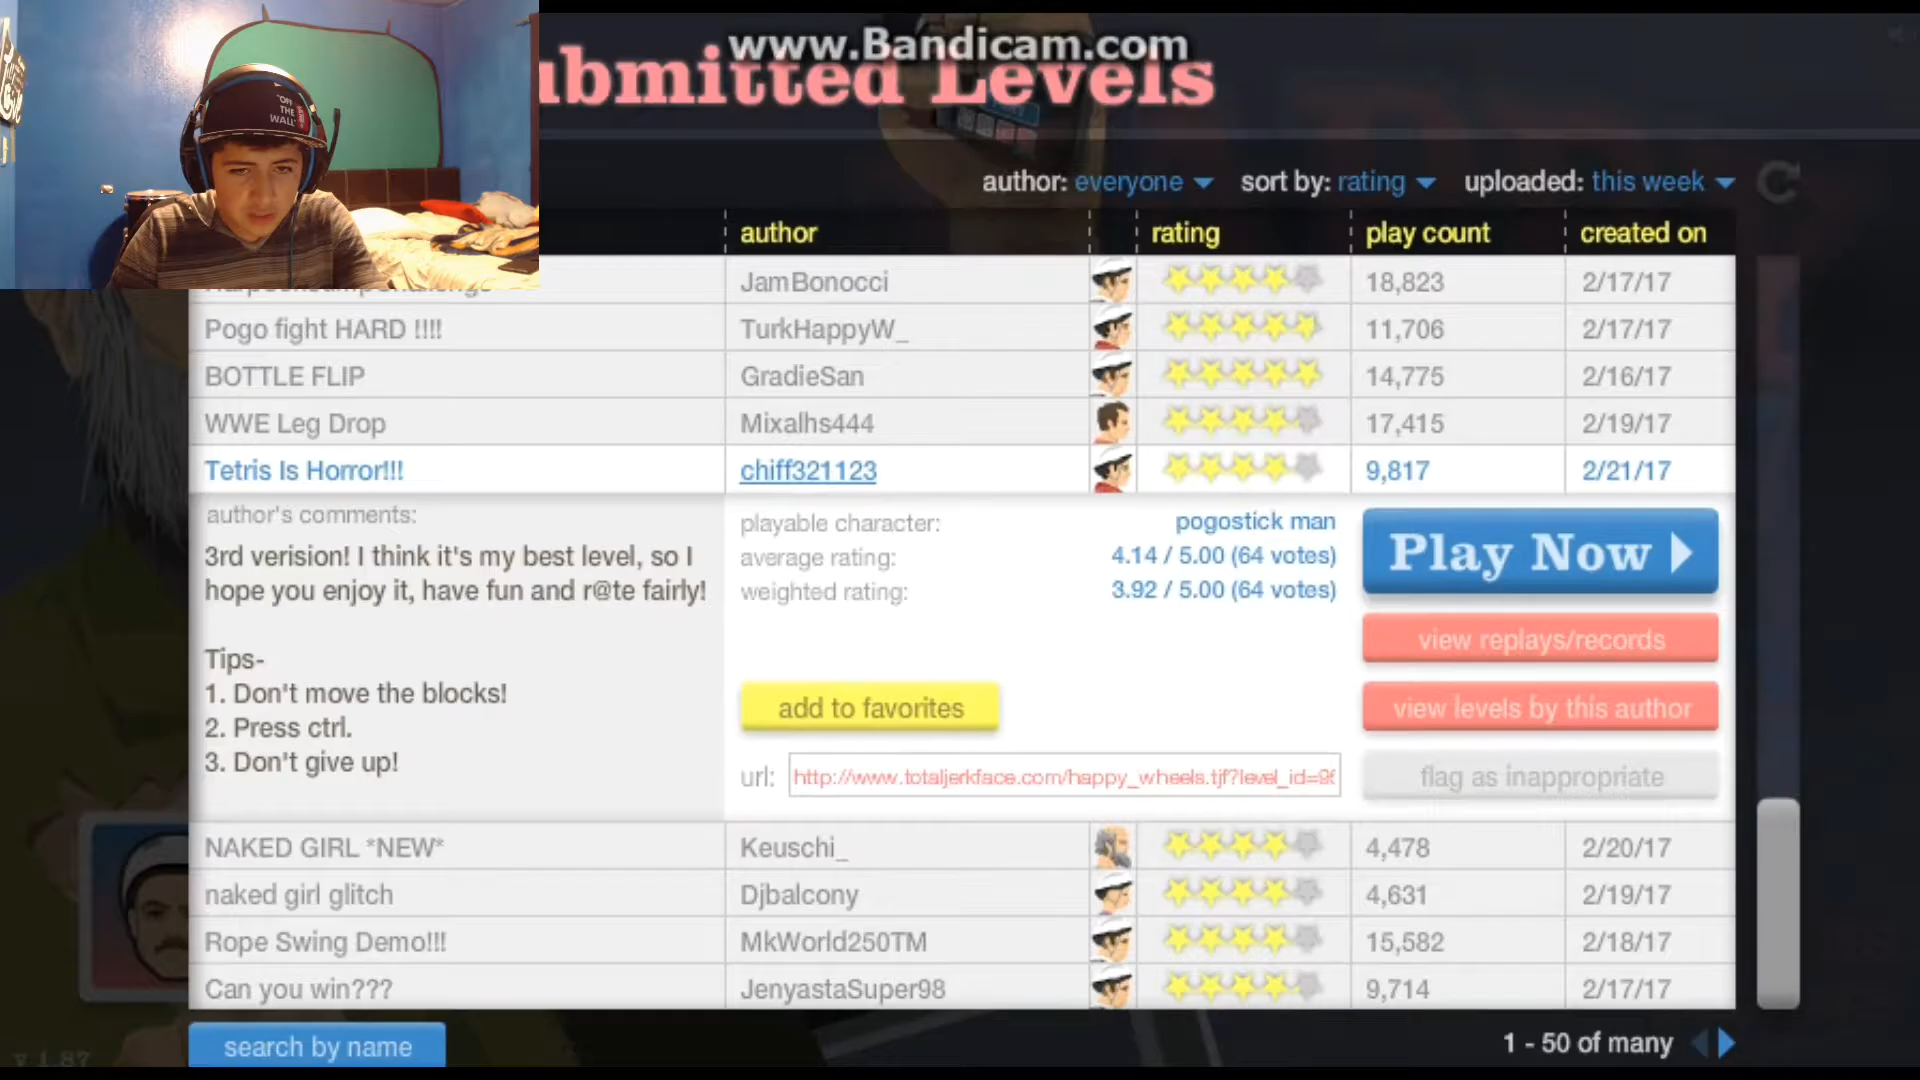 www.Bandicam.com
ubmitted Levels
"OFF THE WALL"
author: everyone sort by: rating uploaded: this week
author rating play count created on
JamBonocci 18,823 2/17/17
Pogo fight HARD !!!! TurkHappyW_ 11,706 2/17/17
BOTTLE FLIP GradieSan 14,775 2/16/17
WWE Leg Drop Mixalhs444 17,415 2/19/17
Tetris Is Horror!!! chiff321123 9,817 2/21/17
author's comments:
3rd verision! I think it's my best level, so I
hope you enjoy it, have fun and r@te fairly!
Tips-
1. Don't move the blocks!
2. Press ctrl.
3. Don't give up!
playable character: pogostick man
average rating: 4.14 / 5.00 (64 votes)
weighted rating: 3.92 / 5.00 (64 votes)
add to favorites
url: http://www.totaljerkface.com/happy_wheels.tjf?level_id=9
Play Now
view replays/records
view levels by this author
flag as inappropriate
NAKED GIRL *NEW* Keuschi_ 4,478 2/20/17
naked girl glitch Djbalcony 4,631 2/19/17
Rope Swing Demo!!! MkWorld250TM 15,582 2/18/17
Can you win??? JenyastaSuper98 9,714 2/17/17
search by name 1 - 50 of many
v 1.87